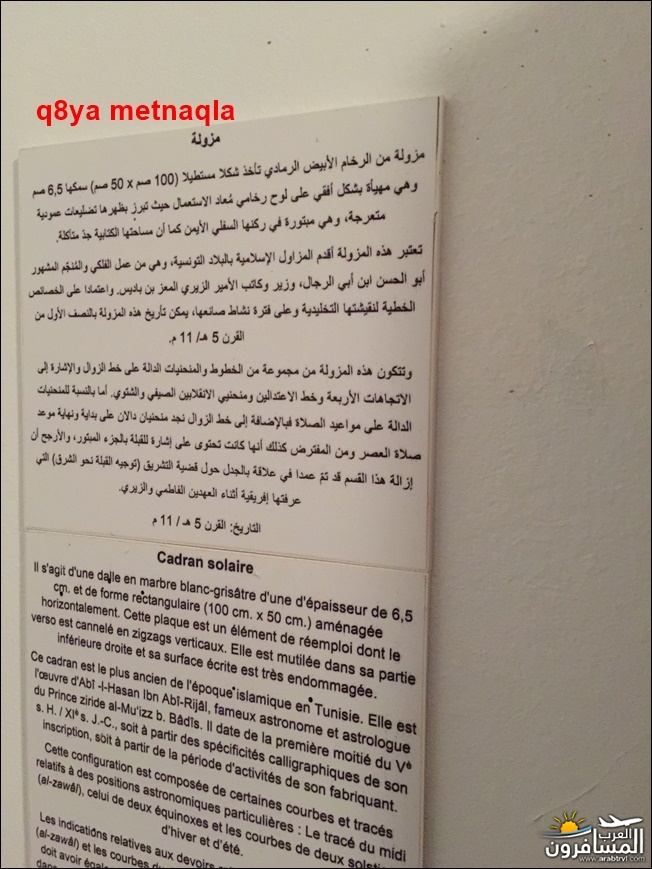 q8ya metnaqla
مزولة
مزولة من الرخام الأبيض الرمادي تأخذ شكلا مستطيلا (100 صم x 50 صم) سمكها 6,5 صم
وهي مهيأة بشكل أفقي على لوح رخامي مُعاد الاستعمال حيث تبرز بظهرها تضليعات عمودية
متعرجة، وهي مبتورة في ركنها السفلي الأيمن كما أن مساحتها الكتابية جدّ متآكلة.
تعتبر هذه المزولة أقدم المزاول الإسلامية بالبلاد التونسية، وهي من عمل الفلكي والمُنجّم المشهور
أبو الحسن ابن أبي الرجال، وزير وكاتب الأمير الزيري المعز بن باديس. واعتمادا على الخصائص
الخطية لنقيشتها التخليدية وعلى فترة نشاط صانعها، يمكن تأريخ هذه المزولة بالنصف الأول من
القرن 5 هـ/ 11 م.
وتتكون هذه المزولة من مجموعة من الخطوط والمنحنيات الدالة على خط الزوال والإشارة إلى
الاتجاهات الأربعة وخط الاعتدالين ومنحنيي الانقلابين الصيفي والشتوي. أما بالنسبة للمنحنيات
الدالة على مواعيد الصلاة فبالإضافة إلى خط الزوال نجد منحنيان دالان على بداية ونهاية موعد
صلاة العصر ومن المفترض كذلك أنها كانت تحتوى على إشارة للقبلة بالجزء المبتور، والأرجح أن
إزالة هذا القسم قد تمّ عمدا في علاقة بالجدل حول قضية التشريق (توجيه القبلة نحو الشرق) التي
عرفتها إفريقية أثناء العهدين الفاطمي والزيري.
التاريخ: القرن 5 هـ/ 11 م
Cadran solaire
Il s'agit d'une dalle en marbre blanc-grisâtre d'une d'épaisseur de 6,5
cm. et de forme rectangulaire (100 cm. x 50 cm.) aménagée
horizontalement. Cette plaque est un élément de réemploi dont le
verso est cannelé en zigzags verticaux. Elle est mutilée dans sa partie
inférieure droite et sa surface écrite est très endommagée.
Ce cadran est le plus ancien de l'époque islamique en Tunisie. Elle est
l'œuvre d'Abî -l-Hasan Ibn Abî-Rijâl, fameux astronome et astrologue
du Prince ziride al-Mu'izz b. Bâdîs. Il date de la première moitié du Vᵉ
s. H. / XIᵉ s. J.-C., soit à partir des spécificités calligraphiques de son
inscription, soit à partir de la période d'activités de son fabriquant.
Cette configuration est composée de certaines courbes et tracés
relatifs à des positions astronomiques particulières : Le tracé du midi
(al-zawâl), celui de deux équinoxes et les courbes de deux
d'hiver et d'été.
Les indications relatives aux devoirs
(al-zawâl) et les courbes du
doit avoir
العرب
المسافرون
www.arabtrvl.com